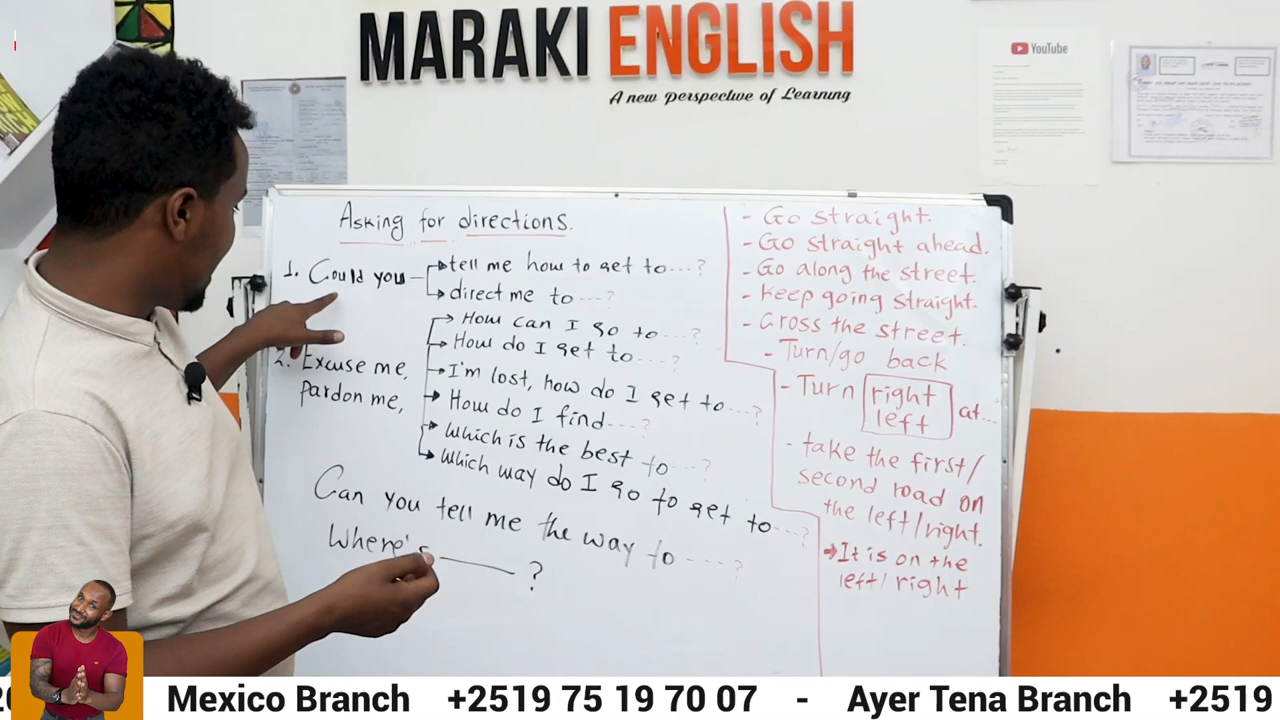 MARAKI ENGLISH
A new perspective of Learning
YouTube
Asking for directions.
1. Could you
tell me how to get to ---?
direct me to ---?
2. Excuse me,
pardon me,
How can I go to ---?
How do I get to ---?
I'm lost, how do I get to ---?
How do I find ---?
Which is the best to ---?
which way do I go to get to ---?
Can you tell me the way to ---?
Where's ______ ?
- Go straight.
- Go straight ahead.
- Go along the street.
- Keep going straight.
- Cross the street.
- Turn/go back
- Turn right left at...
- take the first/
second road on
the left/right.
It is on the
left/right
Mexico Branch +2519 75 19 70 07 - Ayer Tena Branch +2519